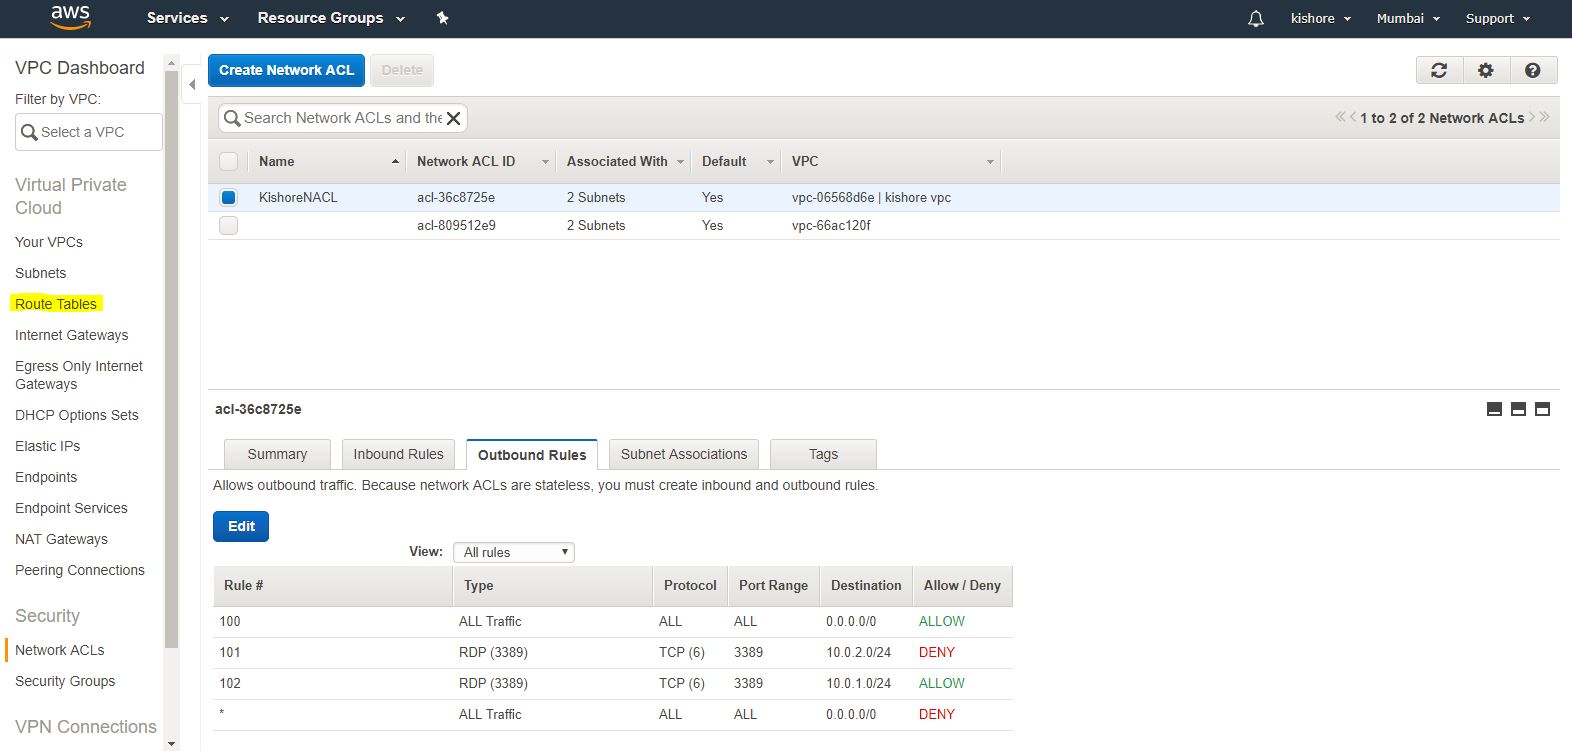 aws Services Resource Groups kishore Mumbai Support
VPC Dashboard
Filter by VPC:
Select a VPC
Virtual Private
Cloud
Your VPCs
Subnets
Route Tables
Internet Gateways
Egress Only Internet
Gateways
DHCP Options Sets
Elastic IPs
Endpoints
Endpoint Services
NAT Gateways
Peering Connections
Security
Network ACLs
Security Groups
VPN Connections
Create Network ACL Delete
Search Network ACLs and the 1 to 2 of 2 Network ACLs
Name Network ACL ID Associated With Default VPC
KishoreNACL acl-36c8725e 2 Subnets Yes vpc-06568d6e | kishore vpc
acl-809512e9 2 Subnets Yes vpc-66ac120f
acl-36c8725e
Summary Inbound Rules Outbound Rules Subnet Associations Tags
Allows outbound traffic. Because network ACLs are stateless, you must create inbound and outbound rules.
Edit
View: All rules
Rule # Type Protocol Port Range Destination Allow / Deny
100 ALL Traffic ALL ALL 0.0.0.0/0 ALLOW
101 RDP (3389) TCP (6) 3389 10.0.2.0/24 DENY
102 RDP (3389) TCP (6) 3389 10.0.1.0/24 ALLOW
* ALL Traffic ALL ALL 0.0.0.0/0 DENY